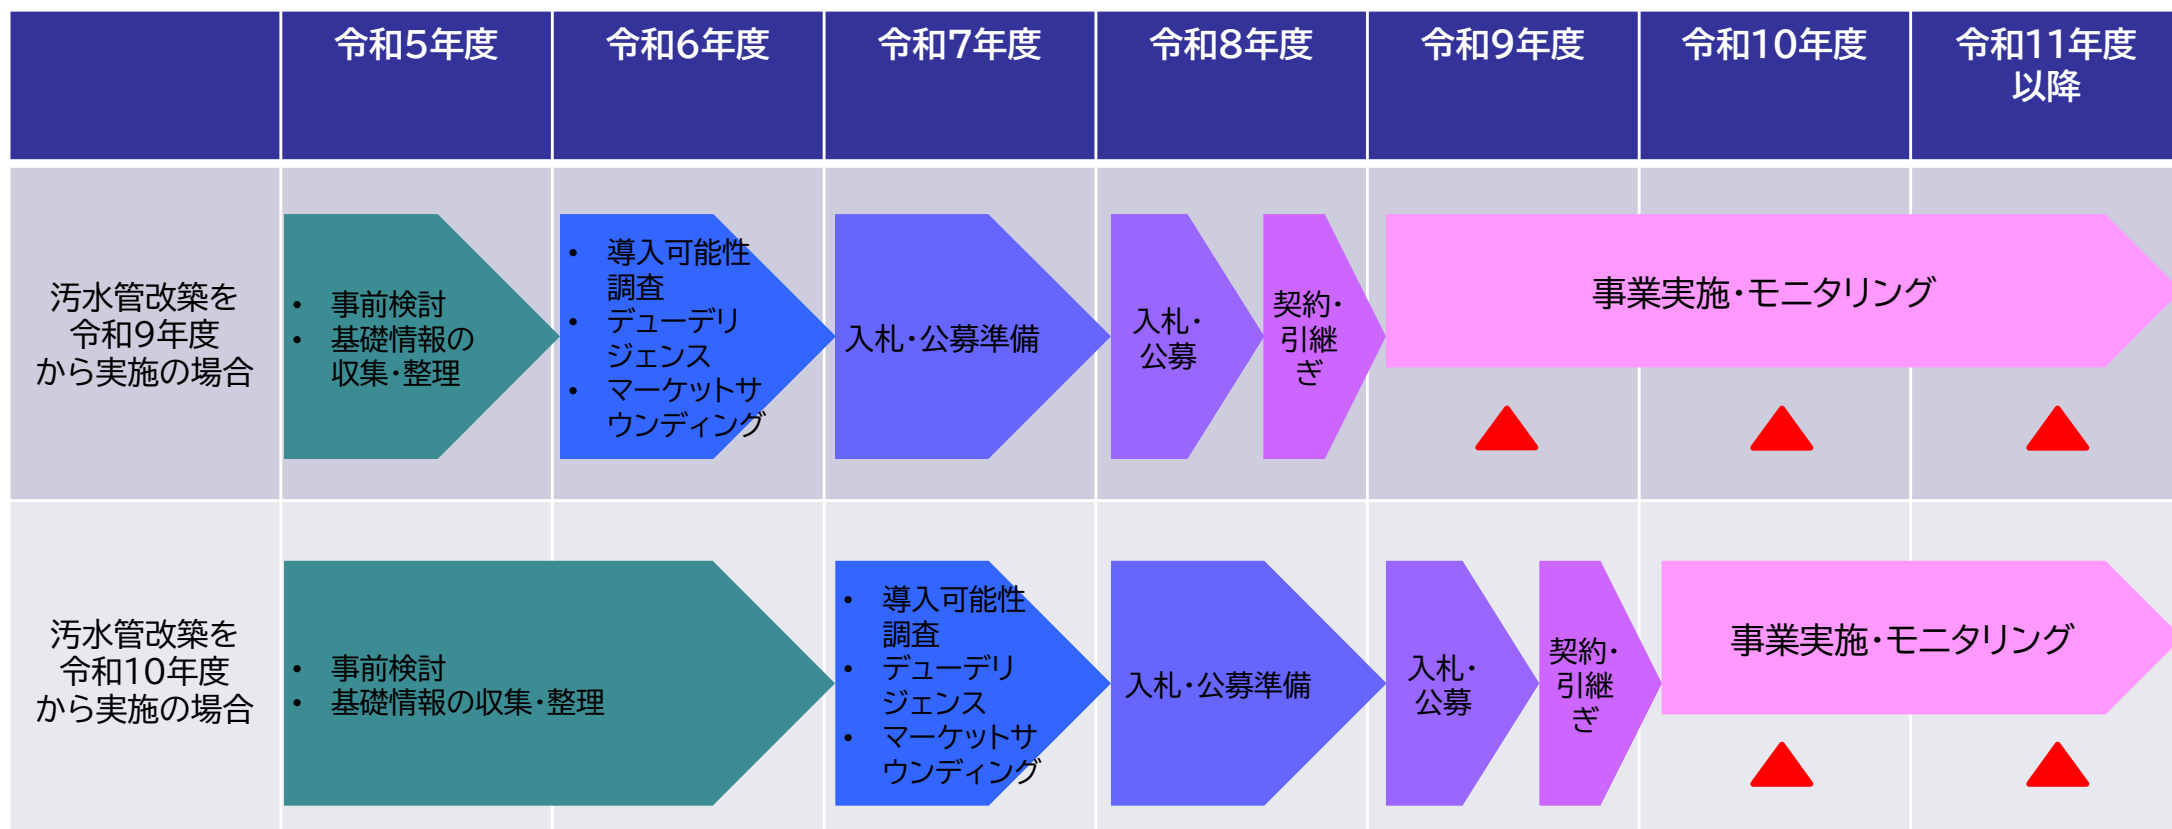 令和5年度
令和6年度
令和7年度
令和8年度
令和9年度
令和10年度
令和11年度
以降
汚水管改築を
令和9年度
から実施の場合
• 事前検討
• 基礎情報の
収集・整理
• 導入可能性
調査
• デューデリ
ジェンス
• マーケットサ
ウンディング
入札・公募準備
入札・
公募
契約・
引継
ぎ
事業実施・モニタリング
汚水管改築を
令和10年度
から実施の場合
• 事前検討
• 基礎情報の収集・整理
• 導入可能性
調査
• デューデリ
ジェンス
• マーケットサ
ウンディング
入札・公募準備
入札・
公募
契約・
引継
ぎ
事業実施・モニタリング